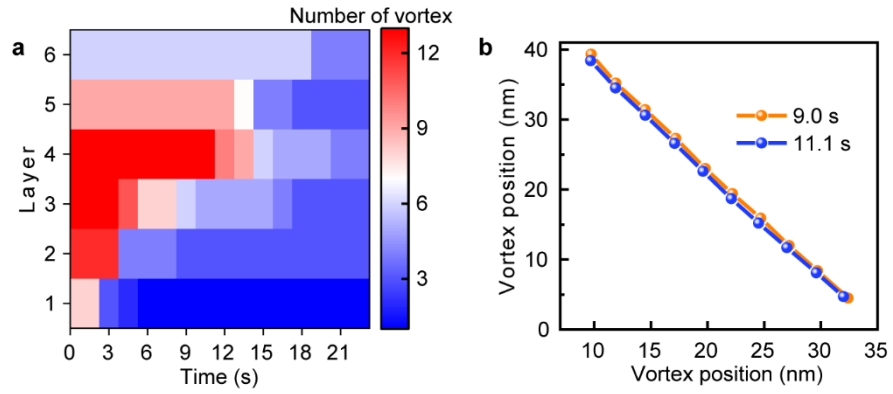 a
Number of vortex
Layer
6
5
4
3
2
1
0 3 6 9 12 15 18 21
Time (s)
12
9
6
3
b
Vortex position (nm)
40
30
20
10
0
10 15 20 25 30 35
Vortex position (nm)
9.0 s
11.1 s